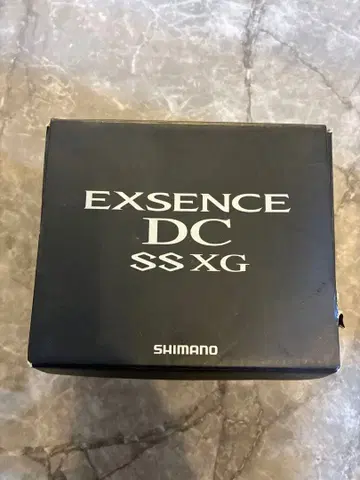 EXSENCE
DC
SS XG
SHIMANO